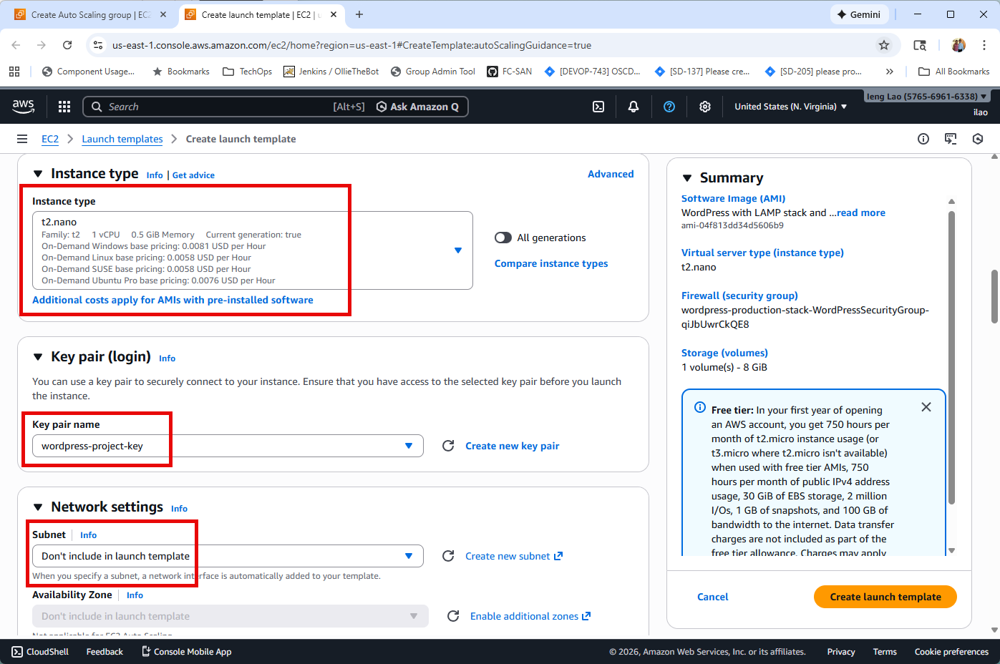 Create Auto Scaling group | EC2
Create launch template | EC2 | u
Gemini
us-east-1.console.aws.amazon.com/ec2/home?region=us-east-1#CreateTemplate:autoScalingGuidance=true
Component Usage...
Bookmarks
TechOps
Jenkins / OllieTheBot
Group Admin Tool
FC-SAN
[DEVOP-743] OSCD...
[SD-137] Please cre...
[SD-205] please pro...
All Bookmarks
aws
Search
[Alt+S]
Ask Amazon Q
United States (N. Virginia)
Ieng Lao (5765-6961-6338)
ilao
EC2
Launch templates
Create launch template
Instance type
Info
Get advice
Advanced
Instance type
t2.nano
Family: t2 1 vCPU 0.5 GiB Memory Current generation: true
On-Demand Windows base pricing: 0.0081 USD per Hour
On-Demand Linux base pricing: 0.0058 USD per Hour
On-Demand SUSE base pricing: 0.0058 USD per Hour
On-Demand Ubuntu Pro base pricing: 0.0076 USD per Hour
Additional costs apply for AMIs with pre-installed software
All generations
Compare instance types
Key pair (login)
Info
You can use a key pair to securely connect to your instance. Ensure that you have access to the selected key pair before you launch
the instance.
Key pair name
wordpress-project-key
Create new key pair
Network settings
Info
Subnet
Info
Don't include in launch template
Create new subnet
When you specify a subnet, a network interface is automatically added to your template.
Availability Zone
Info
Don't include in launch template
Enable additional zones
Not applicable for EC2 Auto Scaling
Summary
Software Image (AMI)
WordPress with LAMP stack and ...read more
ami-04f813dd34d5606b9
Virtual server type (instance type)
t2.nano
Firewall (security group)
wordpress-production-stack-WordPressSecurityGroup-
qiJbUwrCkQE8
Storage (volumes)
1 volume(s) - 8 GiB
Free tier: In your first year of opening
an AWS account, you get 750 hours per
month of t2.micro instance usage (or
t3.micro where t2.micro isn't available)
when used with free tier AMIs, 750
hours per month of public IPv4 address
usage, 30 GiB of EBS storage, 2 million
I/Os, 1 GB of snapshots, and 100 GB of
bandwidth to the internet. Data transfer
charges are not included as part of the
free tier allowance. Charges may apply
Cancel
Create launch template
CloudShell
Feedback
Console Mobile App
© 2026, Amazon Web Services, Inc. or its affiliates.
Privacy
Terms
Cookie preferences